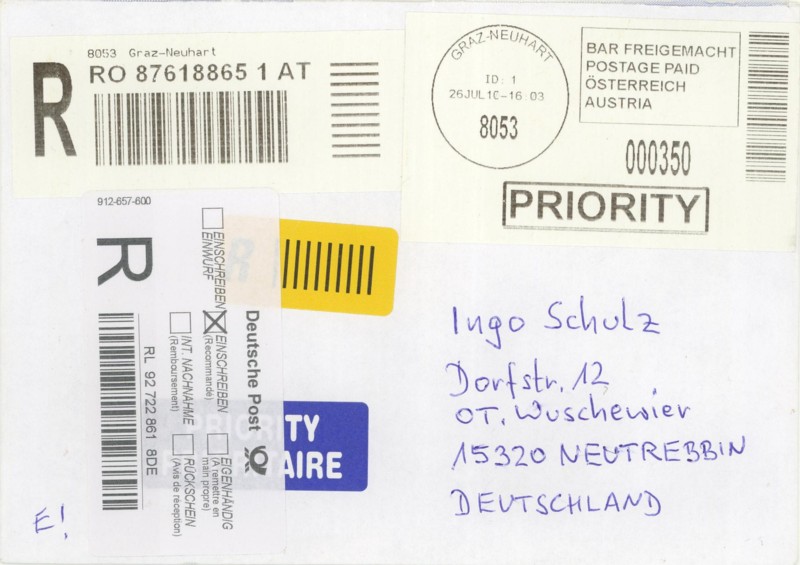 8053 Graz-Neuhart
R
RO 87618865 1 AT
GRAZ-NEUHART
ID: 1
26JUL10-16 03
8053
BAR FREIGEMACHT
POSTAGE PAID
ÖSTERREICH
AUSTRIA
000350
PRIORITY
912-657-600
R
RL 92 722 861 8DE
EINSCHREIBEN
EINWURF
EINSCHREIBEN
(Recommandé)
INT. NACHNAHME
(Remboursement)
EIGENHÄNDIG
(A remettre en
main propre)
RÜCKSCHEIN
(Avis de réception)
Deutsche Post
R
PRIORITY
TAIRE
Ingo Schulz
Dorfstr. 12
OT. Wuschewier
15320 NEUTREBBIN
DEUTSCHLAND
E!